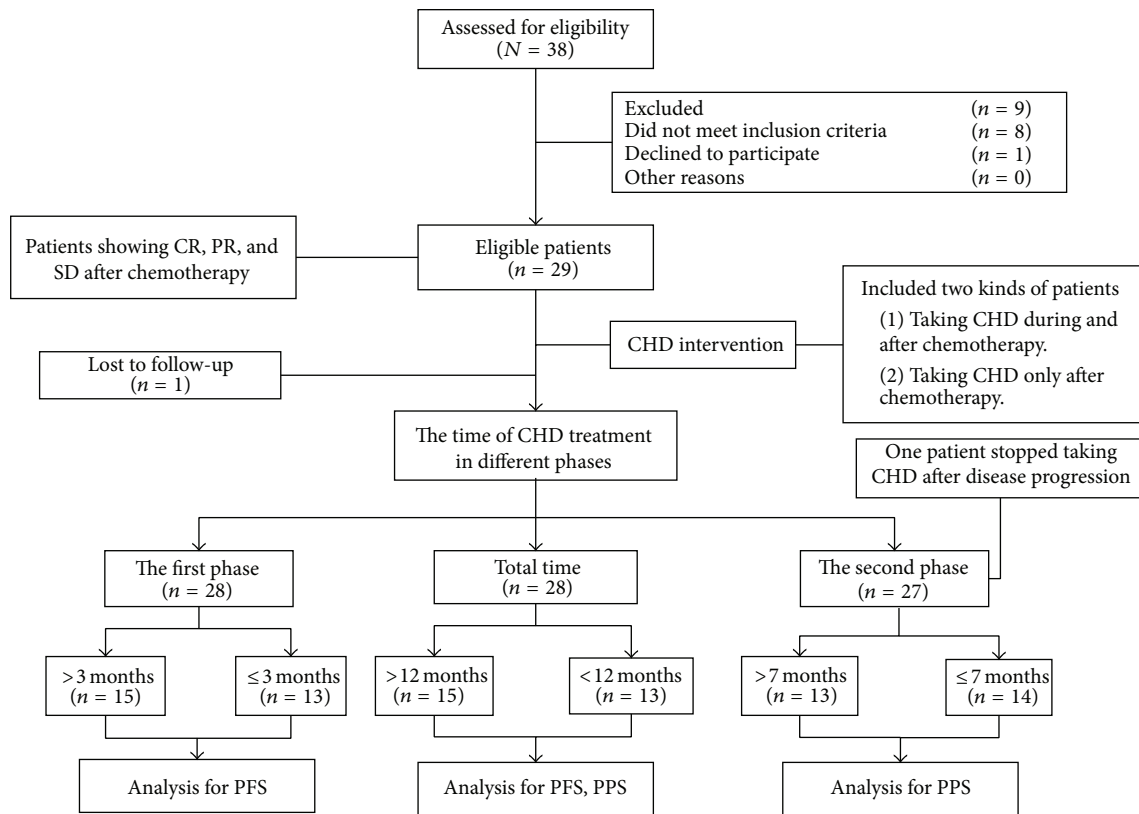 Assessed for eligibility
(N = 38)
Excluded (n = 9)
Did not meet inclusion criteria (n = 8)
Declined to participate (n = 1)
Other reasons (n = 0)
Patients showing CR, PR, and
SD after chemotherapy
Eligible patients
(n = 29)
Included two kinds of patients
(1) Taking CHD during and
after chemotherapy.
(2) Taking CHD only after
chemotherapy.
CHD intervention
Lost to follow-up
(n = 1)
The time of CHD treatment
in different phases
One patient stopped taking
CHD after disease progression
The first phase
(n = 28)
Total time
(n = 28)
The second phase
(n = 27)
>3 months
(n = 15)
≤3 months
(n = 13)
>12 months
(n = 15)
<12 months
(n = 13)
>7 months
(n = 13)
≤7 months
(n = 14)
Analysis for PFS
Analysis for PFS, PPS
Analysis for PPS